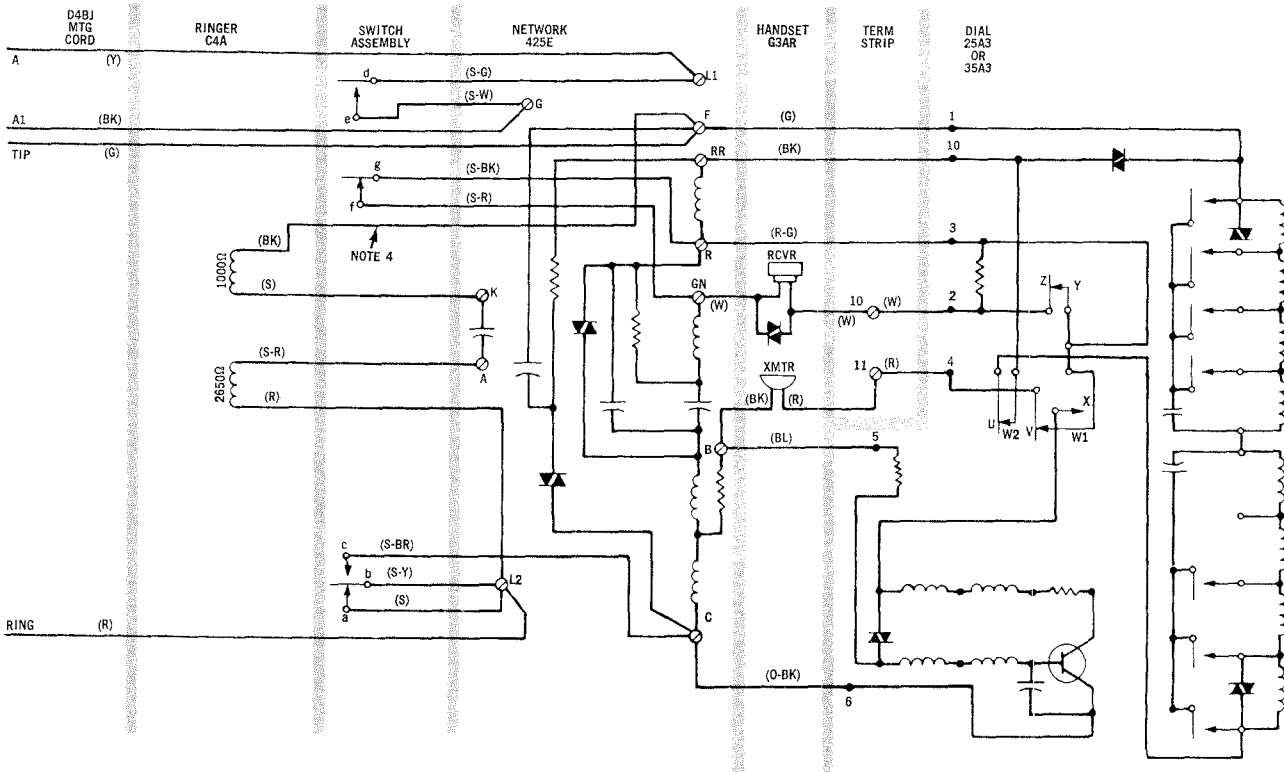 D4BJ
MTG
CORD
RINGER
C4A
SWITCH
ASSEMBLY
NETWORK
425E
HANDSET
G3AR
TERM
STRIP
DIAL
25A3
OR
35A3
A (Y)
d (S-G) L1
e (S-W) G
A1 (BK)
F (G) 1
TIP (G)
RR (BK) 10
g (S-BK)
f (S-R)
NOTE 4
R (R-G) 3
(BK)
1000Ω
(S) K
RCVR
GN (W) 10 (W) (W) 2
Z Y
(S-R) A
2650Ω
(R)
XMTR
(BK) (R)
11 (R) 4
X
U W2 V W1
B (BL) 5
c (S-BR)
b (S-Y) L2
a (S)
RING (R)
C
(O-BK) 6